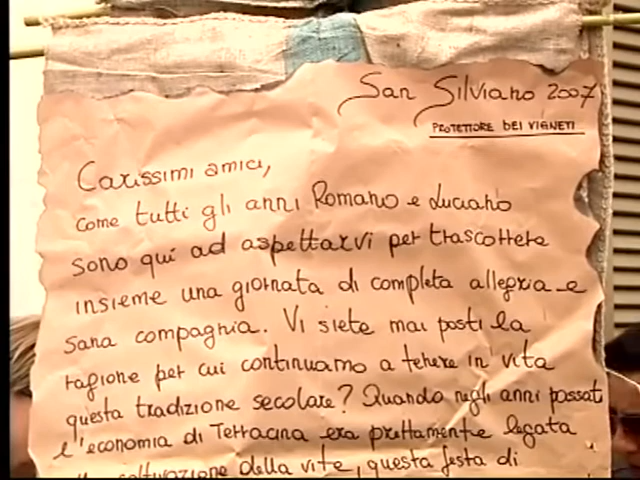 San Silviano 2007
PROTETTORE DEI VIGNETI
Carissimi amici,
come tutti gli anni Romano e Luciano
sono qui ad aspettarvi per trascorrere
insieme una giornata di completa allegria e
sana compagnia. Vi siete mai posti la
ragione per cui continuamo a tenere in vita
questa tradizione secolare? Quando negli anni passati
l'economia di Terracina era prettamente legata
coltivazione della vite, questa festa di